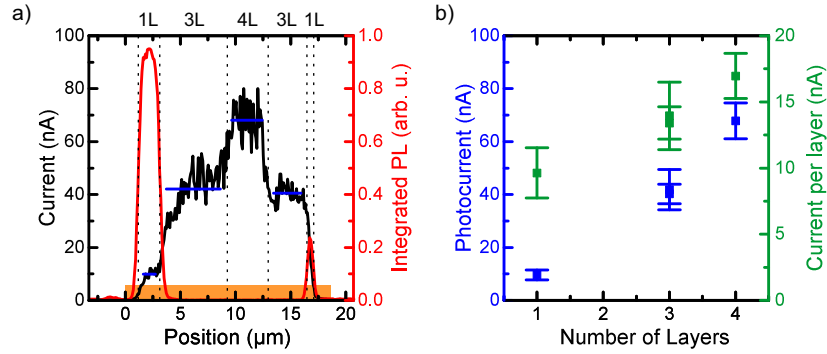 a)
1L 3L 4L 3L 1L
100
80
60
40
20
0
Current (nA)
1.0
0.8
0.6
0.4
0.2
0.0
Integrated PL (arb. u.)
0 5 10 15 20
Position (μm)
b)
100
80
60
40
20
0
Photocurrent (nA)
20
15
10
5
0
Current per layer (nA)
1 2 3 4
Number of Layers